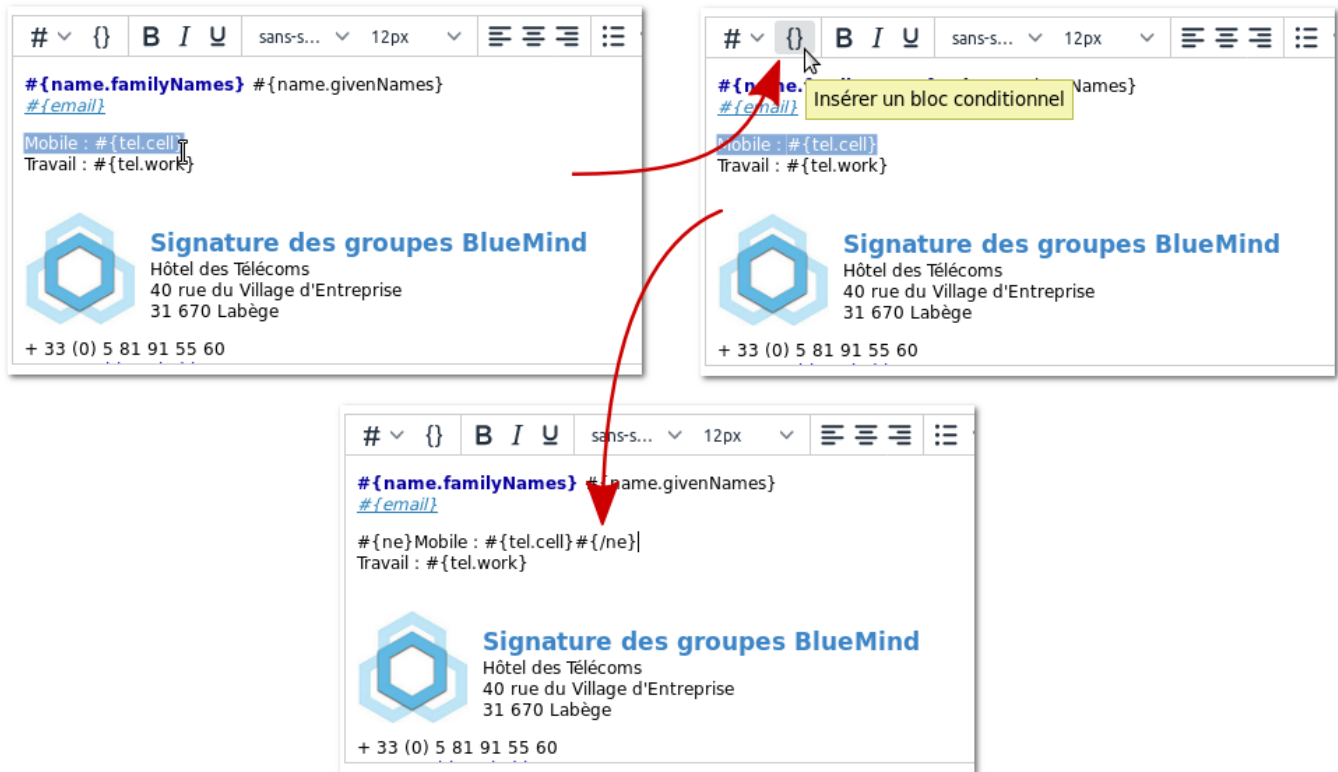 # {} B I U sans-s... 12px
#{name.familyNames} #{name.givenNames}
#{email}
Mobile : #{tel.cell}
Travail : #{tel.work}
Signature des groupes BlueMind
Hôtel des Télécoms
40 rue du Village d'Entreprise
31 670 Labège
+ 33 (0) 5 81 91 55 60
# {} B I U sans-s... 12px
Insérer un bloc conditionnel
#{email}
Mobile : #{tel.cell}
Travail : #{tel.work}
Signature des groupes BlueMind
Hôtel des Télécoms
40 rue du Village d'Entreprise
31 670 Labège
+ 33 (0) 5 81 91 55 60
# {} B I U sans-s... 12px
#{name.familyNames} #{name.givenNames}
#{email}
#{ne}Mobile : #{tel.cell}#{/ne}
Travail : #{tel.work}
Signature des groupes BlueMind
Hôtel des Télécoms
40 rue du Village d'Entreprise
31 670 Labège
+ 33 (0) 5 81 91 55 60